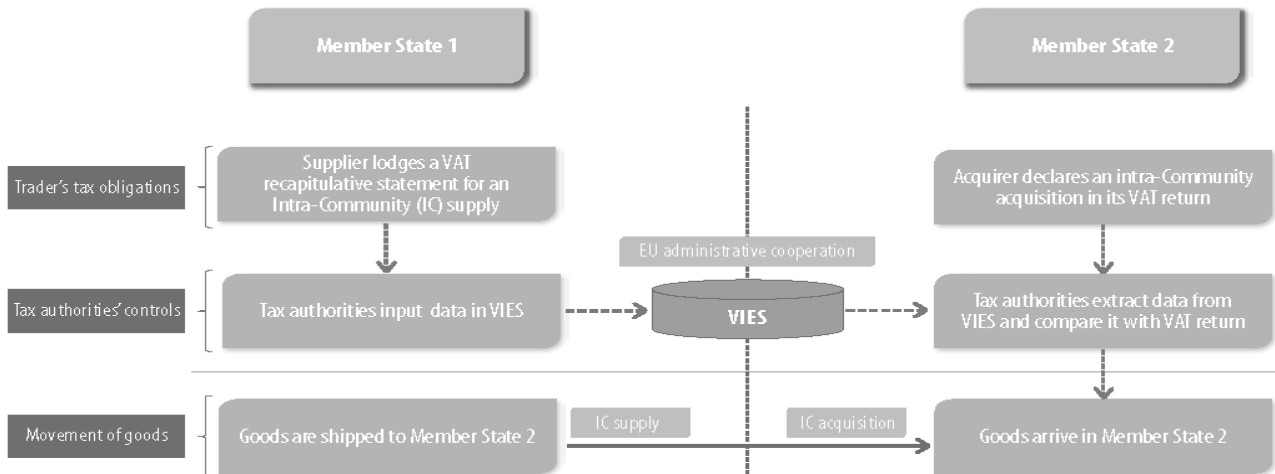 Member State 1
Member State 2
Trader's tax obligations
Supplier lodges a VAT
recapitulative statement for an
Intra-Community (IC) supply
Acquirer declares an intra-Community
acquisition in its VAT return
EU administrative cooperation
Tax authorities' controls
Tax authorities input data in VIES
VIES
Tax authorities extract data from
VIES and compare it with VAT return
Movement of goods
Goods are shipped to Member State 2
IC supply
IC acquisition
Goods arrive in Member State 2